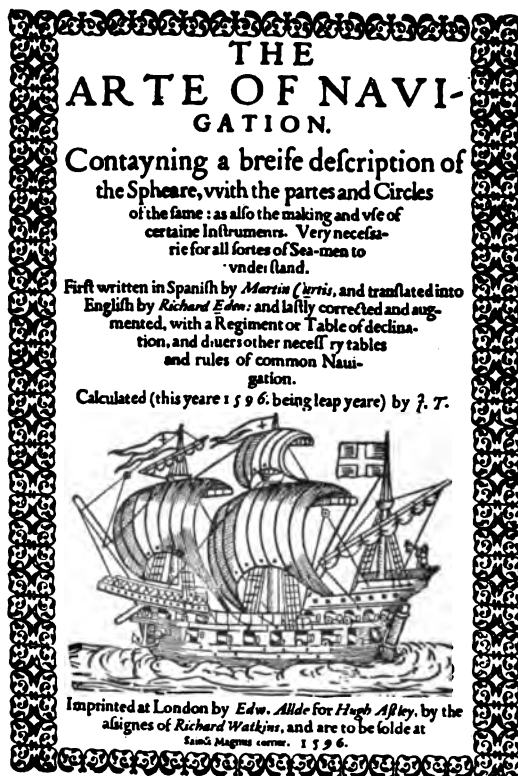 THE
ARTE OF NAVI-
GATION.
Contayning a breife deſcription of
the Spheare, vvith the partes and Circles
of the ſame: as alſo the making and vſe of
certaine Inſtruments. Very neceſſa-
rie for all ſortes of Sea-men to
vnderſtand.
Firſt written in Spaniſh by Martin Curtis, and tranſlated into
Engliſh by Richard Eden: and laſtly corrected and aug-
mented, with a Regiment or Table of declina-
tion, and diuers other neceſſ ry tables
and rules of common Naui-
gation.
Calculated (this yeare 1596. being leap yeare) by J. T.
Imprinted at London by Edw. Allde for Hugh Aſtley, by the
aſsignes of Richard Watkins, and are to be ſolde at
Saint Magnus corner. 1596.